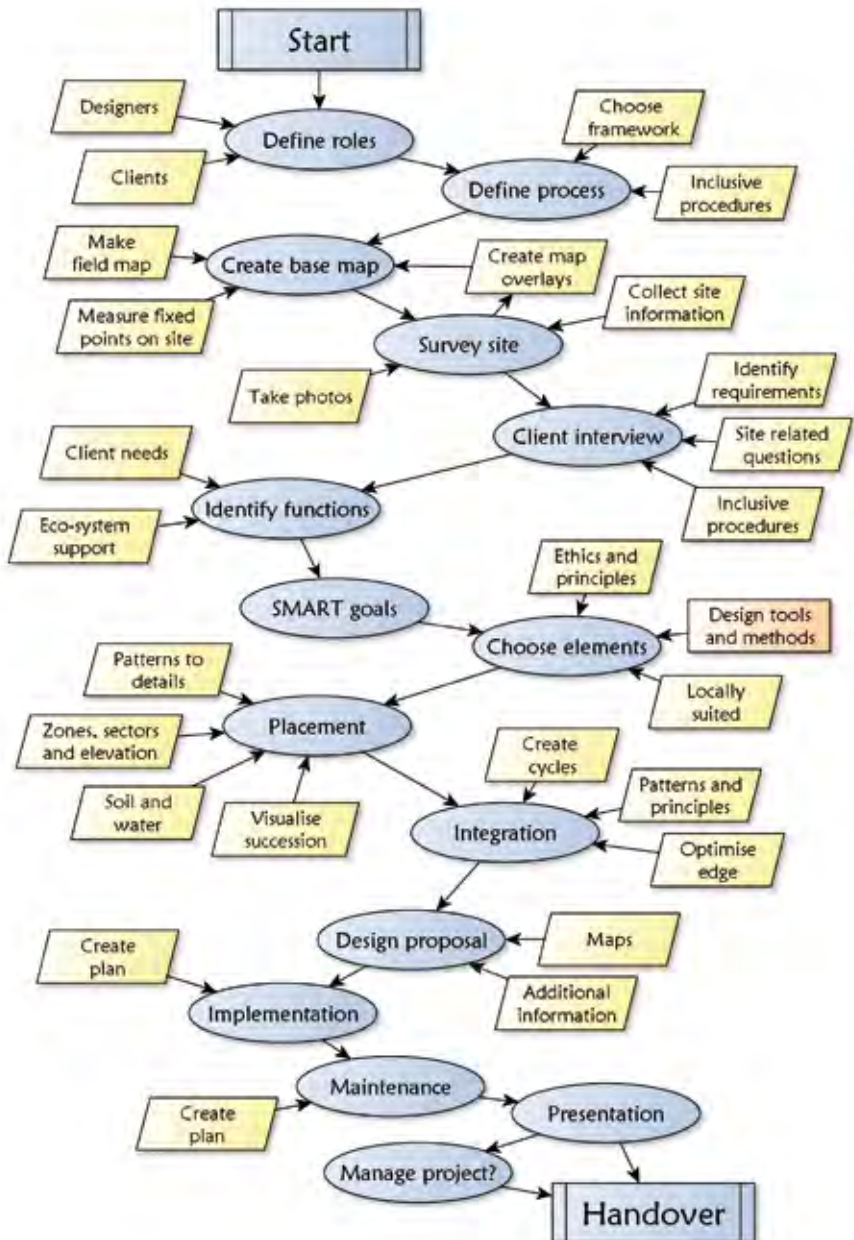 Start
Designers
Define roles
Clients
Choose
framework
Define process
Inclusive
procedures
Make
field map
Create base map
Create map
overlays
Measure fixed
points on site
Collect site
information
Survey site
Take photos
Identify
requirements
Client interview
Site related
questions
Inclusive
procedures
Client needs
Identify functions
Eco-system
support
SMART goals
Ethics and
principles
Design tools
and methods
Choose elements
Locally
suited
Patterns to
details
Placement
Zones, sectors
and elevation
Soil and
water
Visualise
succession
Create
cycles
Patterns and
principles
Integration
Optimise
edge
Design proposal
Maps
Additional
information
Create
plan
Implementation
Maintenance
Create
plan
Presentation
Manage project?
Handover